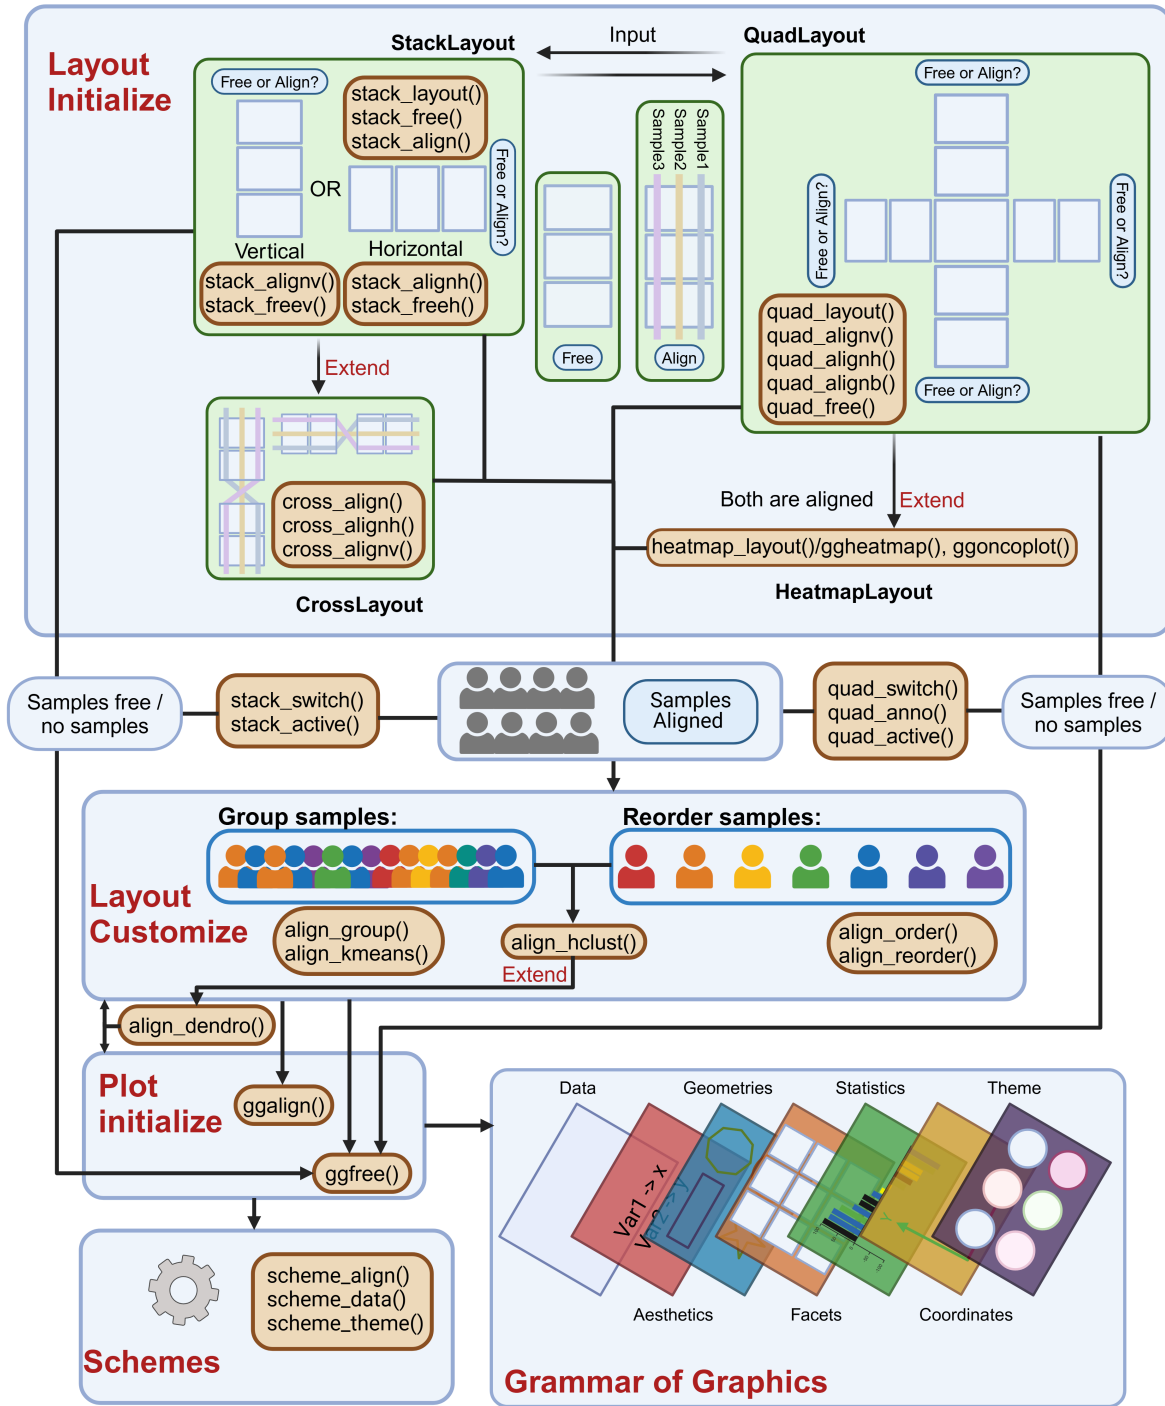 Layout
Initialize
StackLayout
Input
QuadLayout
Free or Align?
stack_layout()
stack_free()
stack_align()
Free or Align?
OR
Vertical
Horizontal
stack_alignv()
stack_freev()
stack_alignh()
stack_freeh()
Free
Sample3
Sample2
Sample1
Align
Free or Align?
Free or Align?
Free or Align?
Free or Align?
quad_layout()
quad_alignv()
quad_alignh()
quad_alignb()
quad_free()
Extend
cross_align()
cross_alignh()
cross_alignv()
CrossLayout
Both are aligned
Extend
heatmap_layout()/ggheatmap(), ggoncoplot()
HeatmapLayout
Samples free /
no samples
stack_switch()
stack_active()
Samples
Aligned
quad_switch()
quad_anno()
quad_active()
Samples free /
no samples
Group samples:
Reorder samples:
Layout
Customize
align_group()
align_kmeans()
align_hclust()
align_order()
align_reorder()
Extend
align_dendro()
Plot
initialize
ggalign()
ggfree()
Schemes
scheme_align()
scheme_data()
scheme_theme()
Data
Geometries
Statistics
Theme
Var1 -> x
Var2 -> y
Y
Aesthetics
Facets
Coordinates
Grammar of Graphics